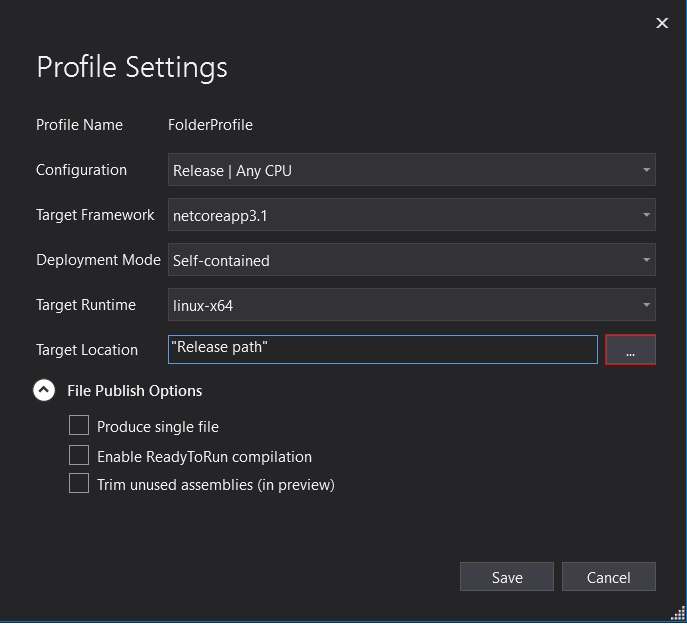 Profile Settings
Profile Name FolderProfile
Configuration Release | Any CPU
Target Framework netcoreapp3.1
Deployment Mode Self-contained
Target Runtime linux-x64
Target Location "Release path" ...
File Publish Options
Produce single file
Enable ReadyToRun compilation
Trim unused assemblies (in preview)
Save Cancel